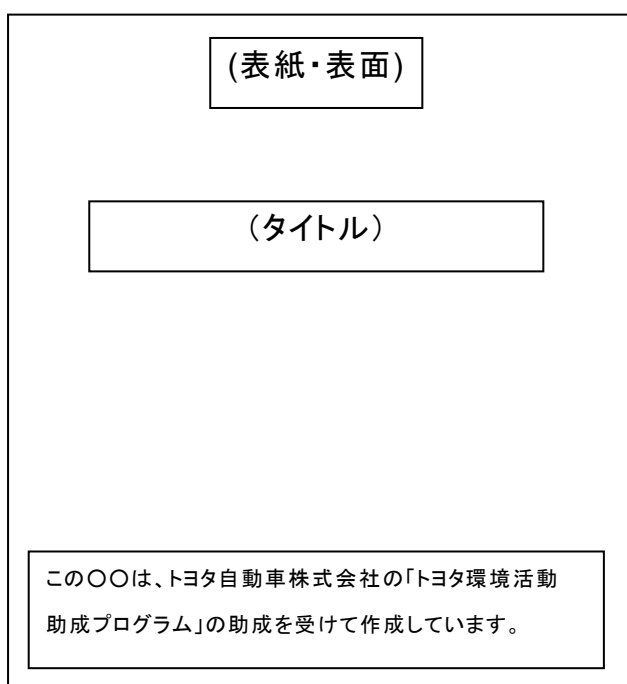 (表紙・表面)
（タイトル）
この〇〇は、トヨタ自動車株式会社の「トヨタ環境活動
助成プログラム」の助成を受けて作成しています。